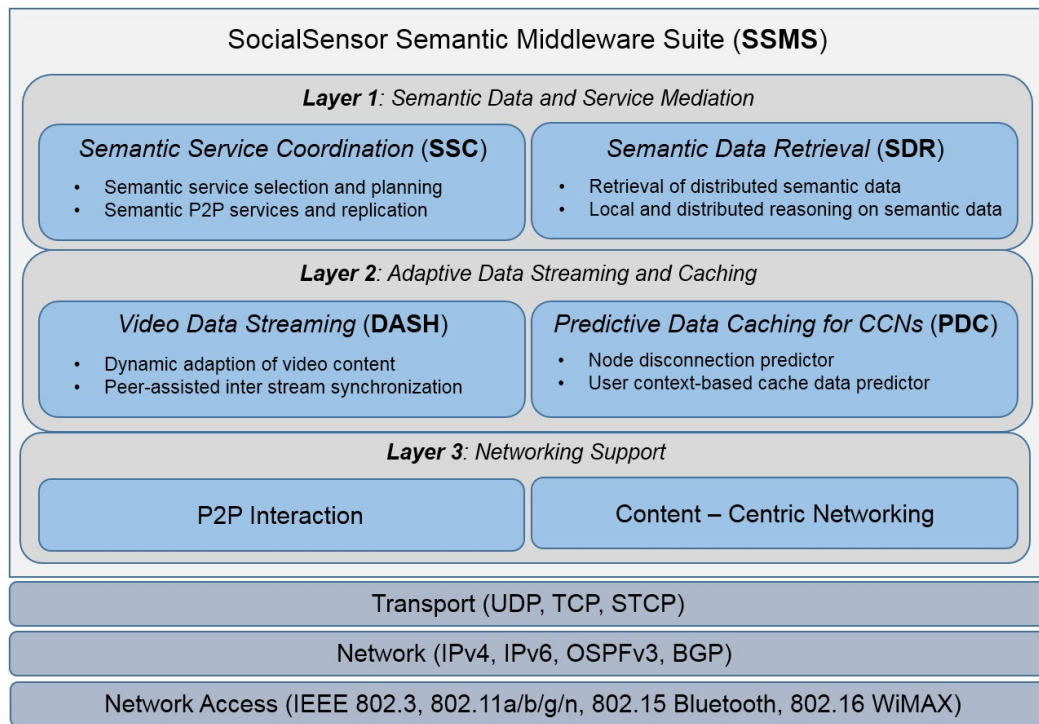 SocialSensor Semantic Middleware Suite (SSMS)
Layer 1: Semantic Data and Service Mediation
Semantic Service Coordination (SSC)
• Semantic service selection and planning
• Semantic P2P services and replication
Semantic Data Retrieval (SDR)
• Retrieval of distributed semantic data
• Local and distributed reasoning on semantic data
Layer 2: Adaptive Data Streaming and Caching
Video Data Streaming (DASH)
• Dynamic adaption of video content
• Peer-assisted inter stream synchronization
Predictive Data Caching for CCNs (PDC)
• Node disconnection predictor
• User context-based cache data predictor
Layer 3: Networking Support
P2P Interaction
Content – Centric Networking
Transport (UDP, TCP, STCP)
Network (IPv4, IPv6, OSPFv3, BGP)
Network Access (IEEE 802.3, 802.11a/b/g/n, 802.15 Bluetooth, 802.16 WiMAX)